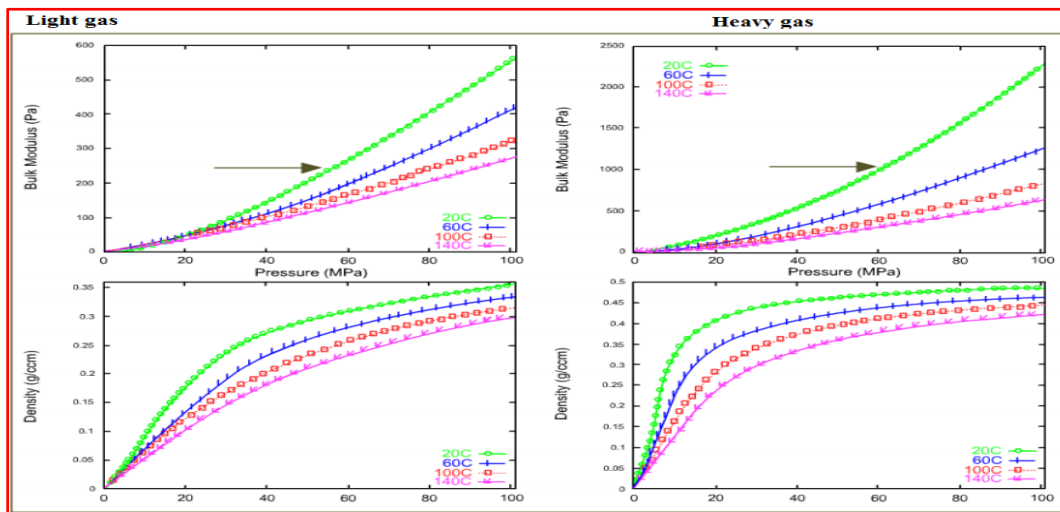 Light gas
Heavy gas
600
500
400
300
200
100
0
Bulk Modulus (Pa)
20C
60C
100C
140C
0 20 40 60 80 100
Pressure (MPa)
2500
2000
1500
1000
500
0
Bulk Modulus (Pa)
20C
60C
100C
140C
0 20 40 60 80 100
Pressure (MPa)
0.35
0.3
0.25
0.2
0.15
0.1
0.05
0
Density (g/ccm)
20C
60C
100C
140C
0 20 40 60 80 100
0.5
0.45
0.4
0.35
0.3
0.25
0.2
0.15
0.1
0.05
0
Density (g/ccm)
20C
60C
100C
140C
0 20 40 60 80 100